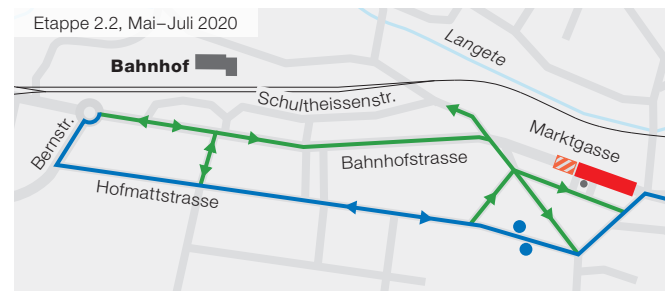 Etappe 2.2, Mai–Juli 2020
Langete
Bahnhof
Schultheissenstr.
Marktgasse
Bernstr.
Bahnhofstrasse
Hofmattstrasse